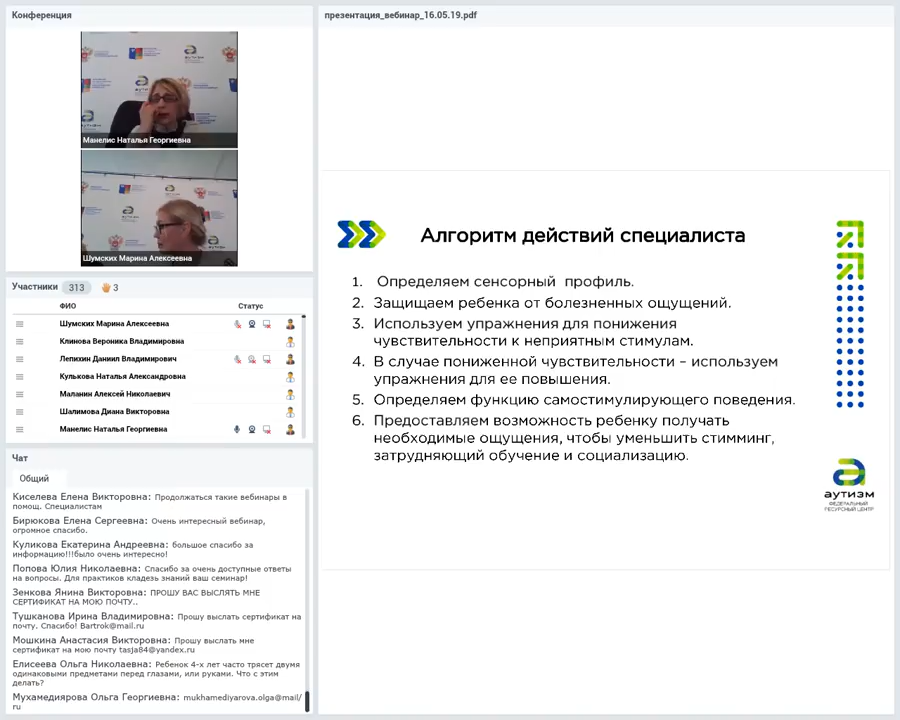 Конференция
Манелис Наталья Георгиевна
Шумских Марина Алексеевна
Участники 313 3
ФИО Статус
Шумских Марина Алексеевна
Клинова Вероника Владимировна
Лепихин Даниил Владимирович
Кулькова Наталья Александровна
Маланин Алексей Николаевич
Шалимова Диана Викторовна
Манелис Наталья Георгиевна
Чат
Общий
Киселева Елена Викторовна: Продолжаться такие вебинары в
помощ. Специалистам
Бирюкова Елена Сергеевна: Очень интересный вебинар,
огромное спасибо.
Куликова Екатерина Андреевна: большое спасибо за
информацию!!!было очень интересно!
Попова Юлия Николаевна: Спасибо за очень доступные ответы
на вопросы. Для практиков кладезь знаний ваш семинар!
Зенкова Янина Викторовна: ПРОШУ ВАС ВЫСЛЯТЬ МНЕ
СЕРТИФИКАТ НА МОЮ ПОЧТУ..
Тушканова Ирина Владимировна: Прошу выслать сертификат на
почту. Спасибо! Bartrok@mail.ru
Мошкина Анастасия Викторовна: Прошу выслать мне
сертификат на мою почту tasja84@yandex.ru
Елисеева Ольга Николаевна: Ребенок 4-х лет часто трясет двумя
одинаковыми предметами перед глазами, или руками. Что с этим
делать?
Мухамедиярова Ольга Георгиевна: mukhamediyarova.olga@mail/
ru
презентация_вебинар_16.05.19.pdf
Алгоритм действий специалиста
1. Определяем сенсорный профиль.
2. Защищаем ребенка от болезненных ощущений.
3. Используем упражнения для понижения
чувствительности к неприятным стимулам.
4. В случае пониженной чувствительности – используем
упражнения для ее повышения.
5. Определяем функцию самостимулирующего поведения.
6. Предоставляем возможность ребенку получать
необходимые ощущения, чтобы уменьшить стимминг,
затрудняющий обучение и социализацию.
аутизм
ФЕДЕРАЛЬНЫЙ
РЕСУРСНЫЙ ЦЕНТР